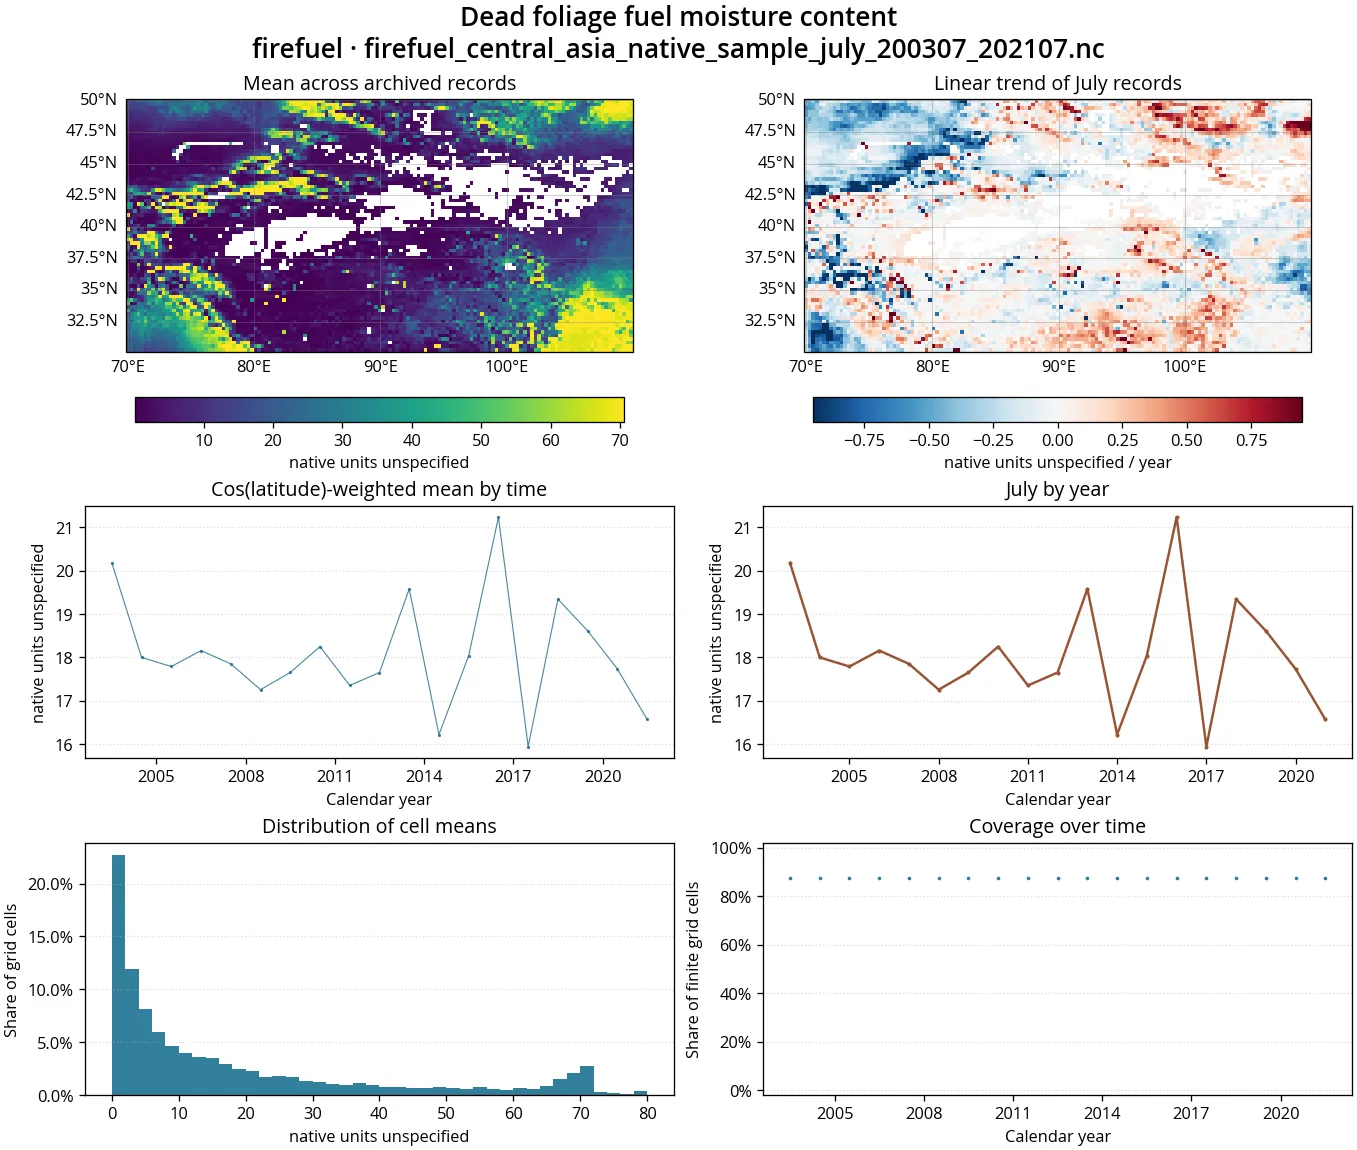 Dead foliage fuel moisture content
firefuel · firefuel_central_asia_native_sample_july_200307_202107.nc
Mean across archived records
50°N
47.5°N
45°N
42.5°N
40°N
37.5°N
35°N
32.5°N
70°E
80°E
90°E
100°E
10
20
30
40
50
60
70
native units unspecified
Linear trend of July records
50°N
47.5°N
45°N
42.5°N
40°N
37.5°N
35°N
32.5°N
70°E
80°E
90°E
100°E
−0.75
−0.50
−0.25
0.00
0.25
0.50
0.75
native units unspecified / year
Cos(latitude)-weighted mean by time
native units unspecified
21
20
19
18
17
16
2005
2008
2011
2014
2017
2020
Calendar year
July by year
native units unspecified
21
20
19
18
17
16
2005
2008
2011
2014
2017
2020
Calendar year
Distribution of cell means
Share of grid cells
20.0%
15.0%
10.0%
5.0%
0.0%
0
10
20
30
40
50
60
70
80
native units unspecified
Coverage over time
Share of finite grid cells
100%
80%
60%
40%
20%
0%
2005
2008
2011
2014
2017
2020
Calendar year